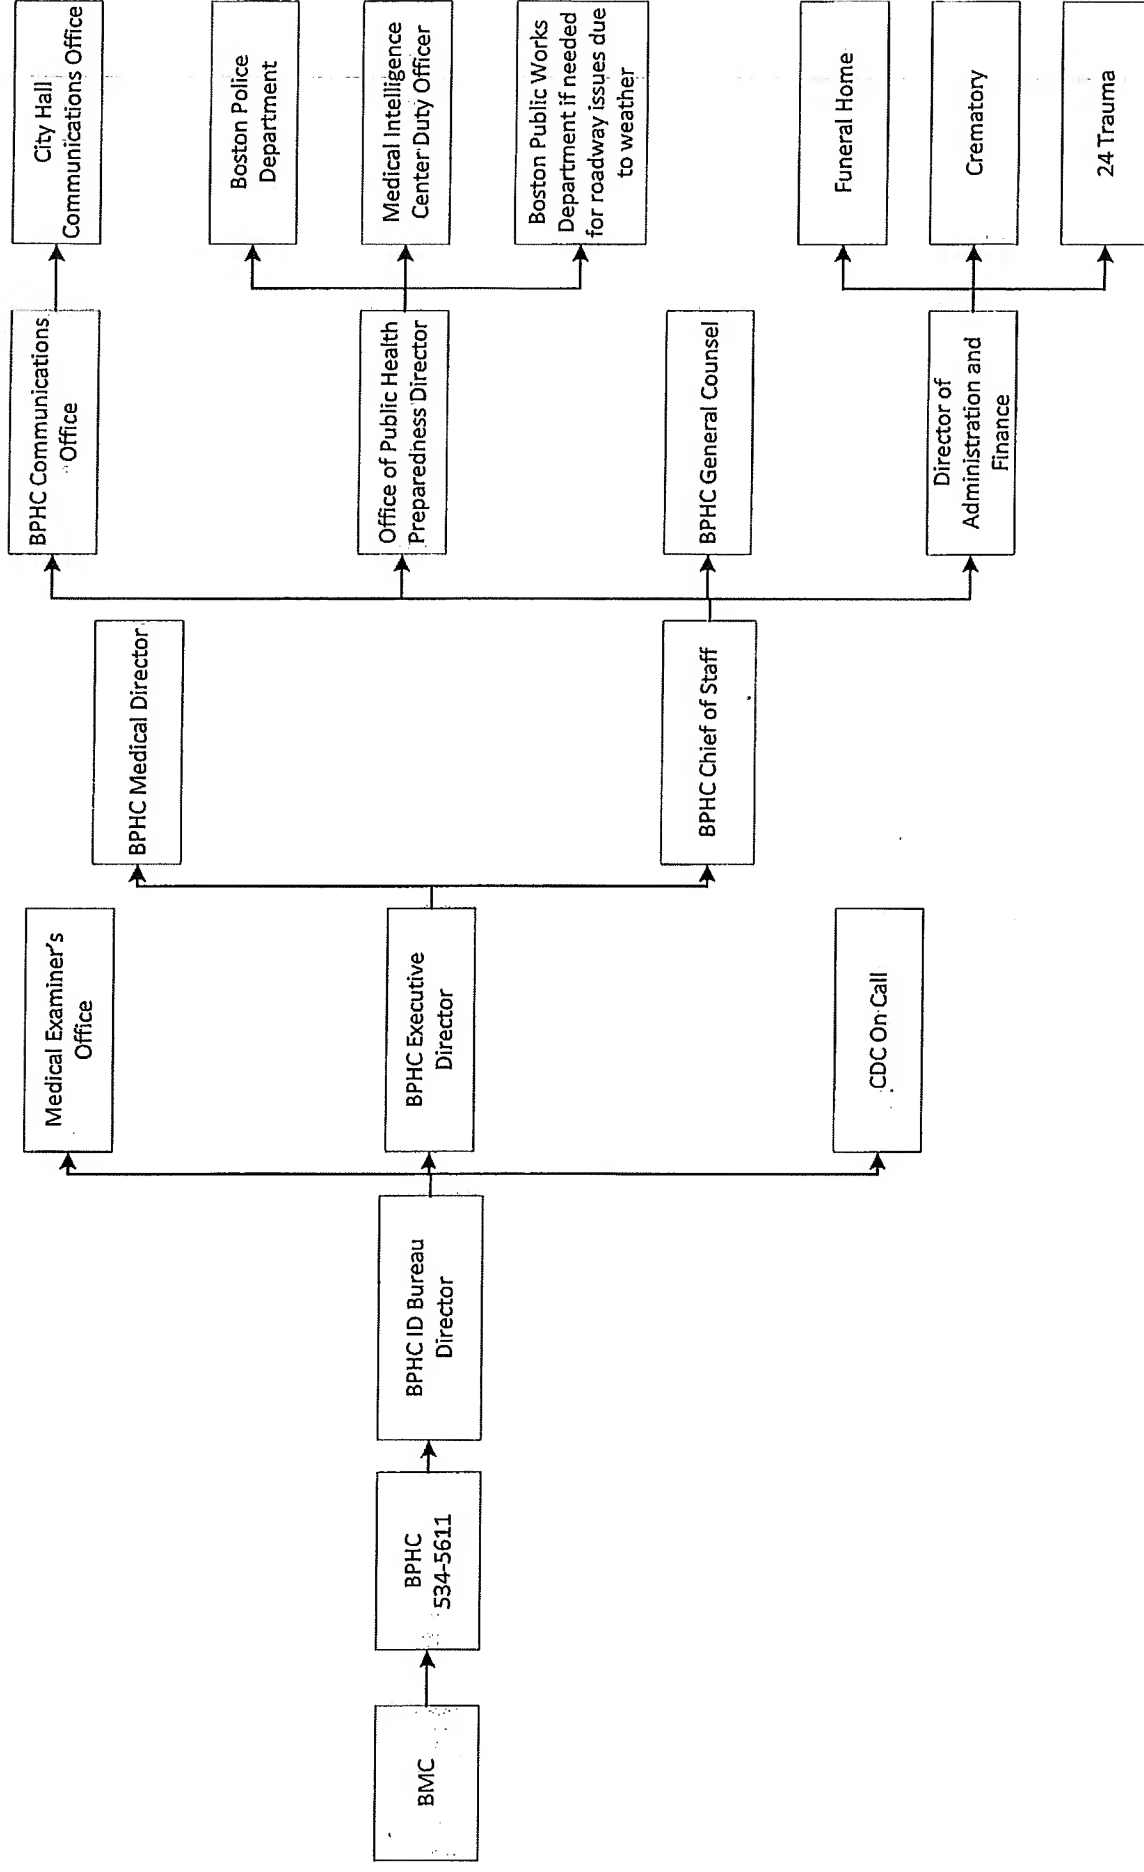 BMC
BPHC
534-5611
BPHC ID Bureau
Director
Medical Examiner's
Office
BPHC Executive
Director
CDC On Call
BPHC Medical Director
BPHC Chief of Staff
BPHC Communications
Office
Office of Public Health
Preparedness Director
BPHC General Counsel
Director of
Administration and
Finance
City Hall
Communications Office
Boston Police
Department
Medical Intelligence
Center Duty Officer
Boston Public Works
Department if needed
for roadway issues due
to weather
Funeral Home
Crematory
24 Trauma